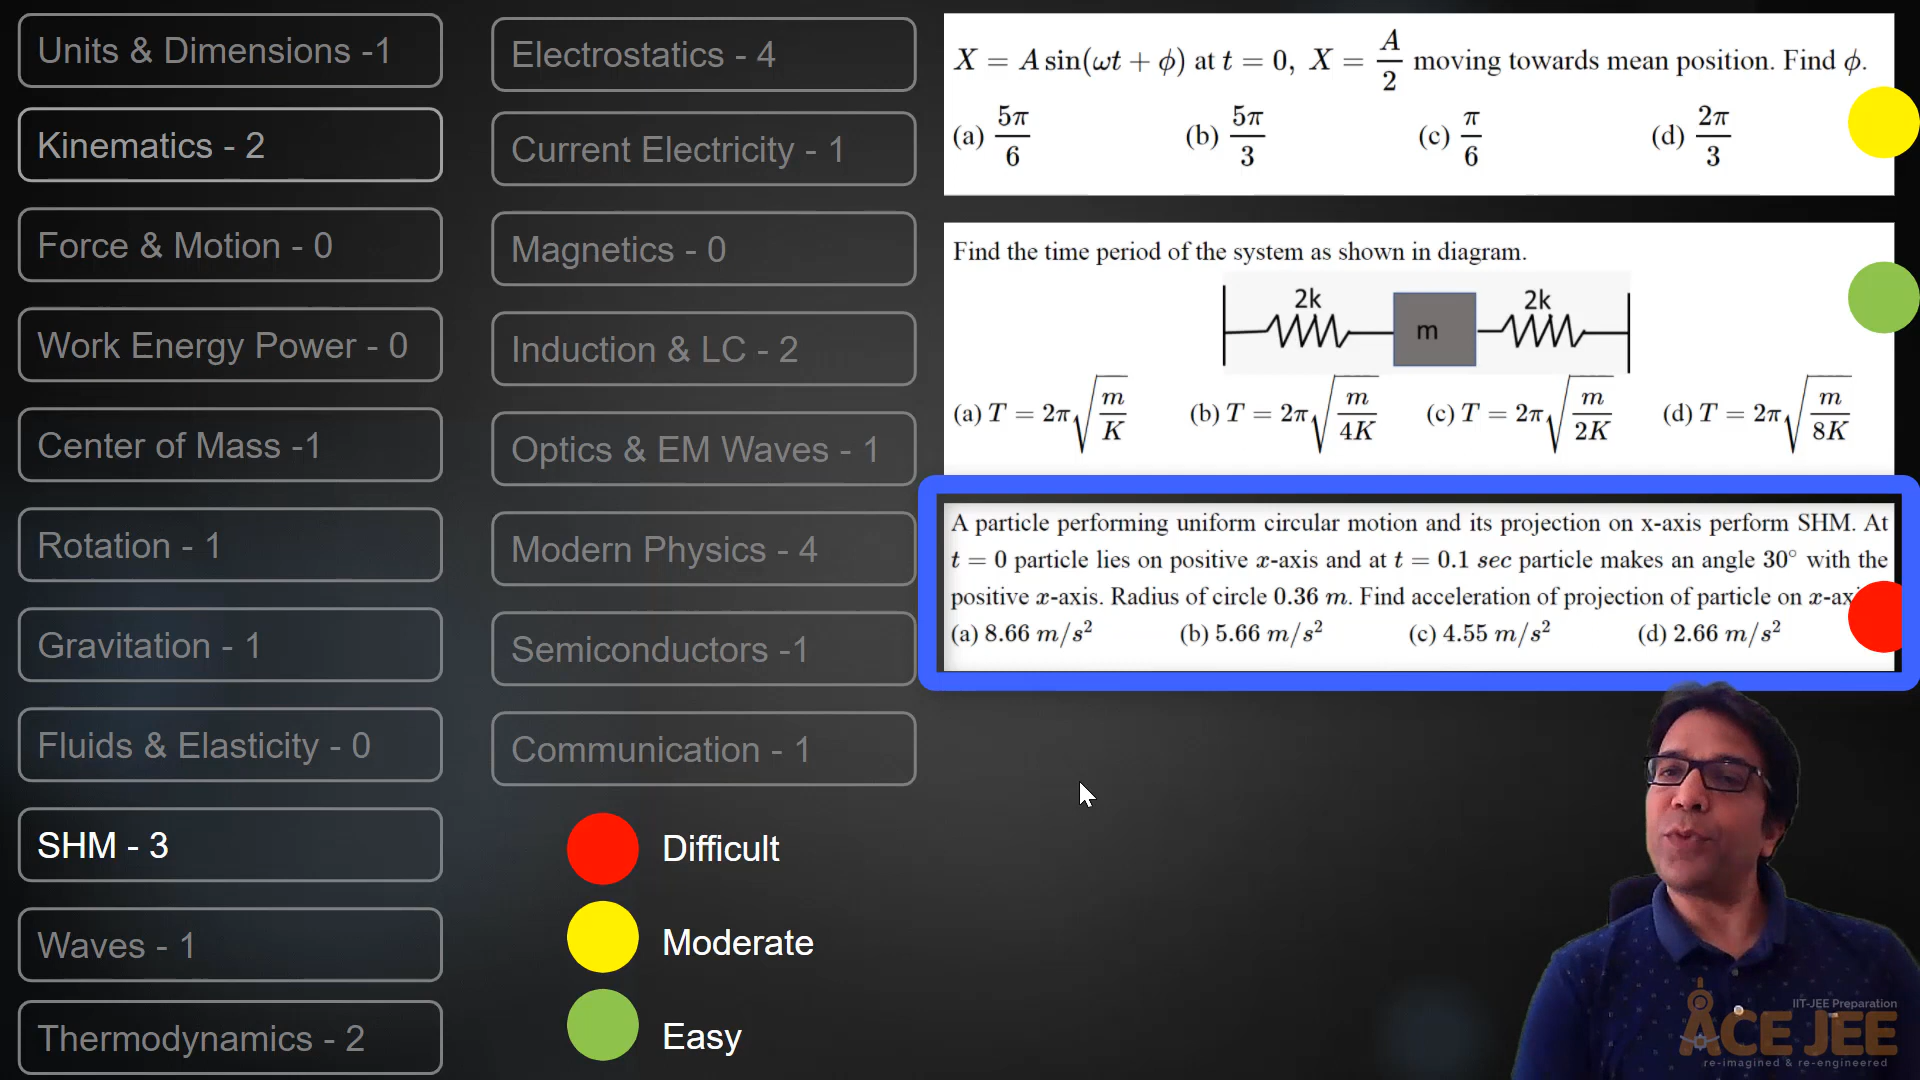 Units & Dimensions -1
Kinematics - 2
Force & Motion - 0
Work Energy Power - 0
Center of Mass -1
Rotation - 1
Gravitation - 1
Fluids & Elasticity - 0
SHM - 3
Waves - 1
Thermodynamics - 2
Electrostatics - 4
Current Electricity - 1
Magnetics - 0
Induction & LC - 2
Optics & EM Waves - 1
Modern Physics - 4
Semiconductors -1
Communication - 1
Difficult
Moderate
Easy
X = A sin(ωt + ϕ) at t = 0, X = A/2 moving towards mean position. Find ϕ.
(a) 5π/6 (b) 5π/3 (c) π/6 (d) 2π/3
Find the time period of the system as shown in diagram.
2k 2k
m
(a) T = 2π√(m/K) (b) T = 2π√(m/4K) (c) T = 2π√(m/2K) (d) T = 2π√(m/8K)
A particle performing uniform circular motion and its projection on x-axis perform SHM. At
t = 0 particle lies on positive x-axis and at t = 0.1 sec particle makes an angle 30° with the
positive x-axis. Radius of circle 0.36 m. Find acceleration of projection of particle on x-ax
(a) 8.66 m/s² (b) 5.66 m/s² (c) 4.55 m/s² (d) 2.66 m/s²
IIT-JEE Preparation
ACE JEE
re-imagined & re-engineered